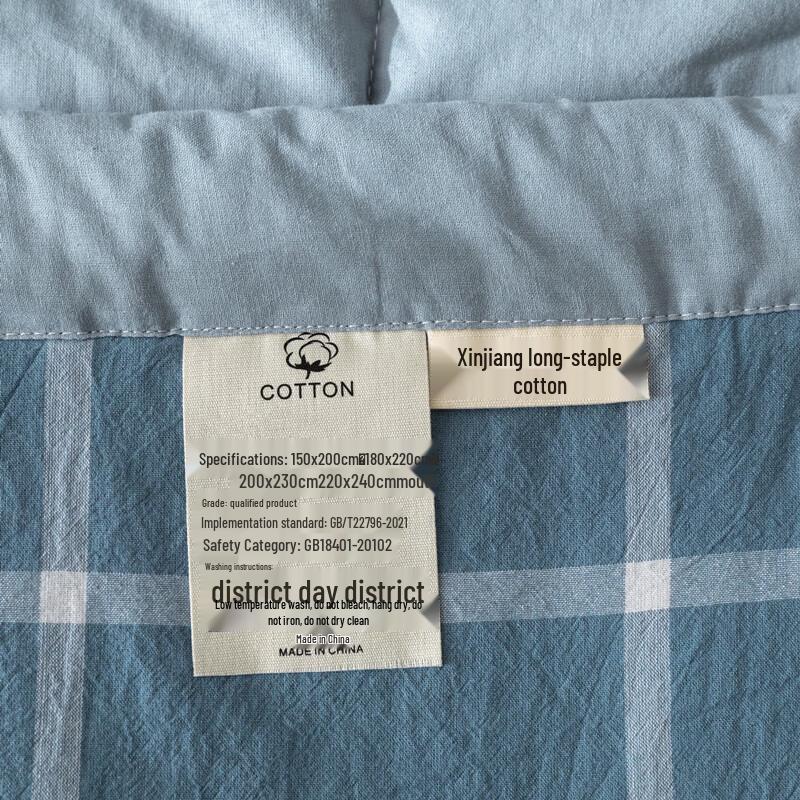 COTTON
Xinjiang long-staple
cotton
Specifications: 150x200cm 180x220cm
200x230cm220x240cm
Grade: qualified product
Implementation standard: GB/T22796-2021
Safety Category: GB18401-20102
Washing instructions:
district day district
Low temperature wash, do not bleach, hang dry, do
not iron, do not dry clean
Made in China
MADE IN CHINA